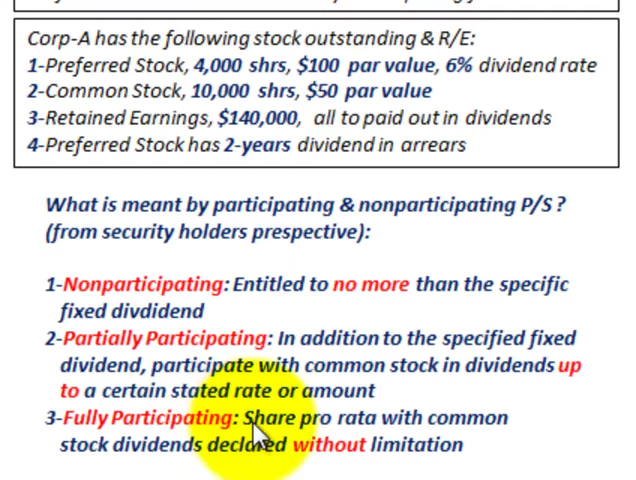 Corp-A has the following stock outstanding & R/E:
1-Preferred Stock, 4,000 shrs, $100 par value, 6% dividend rate
2-Common Stock, 10,000 shrs, $50 par value
3-Retained Earnings, $140,000, all to paid out in dividends
4-Preferred Stock has 2-years dividend in arrears
What is meant by participating & nonparticipating P/S ?
(from security holders prespective):
1-Nonparticipating: Entitled to no more than the specific
fixed divdidend
2-Partially Participating: In addition to the specified fixed
dividend, participate with common stock in dividends up
to a certain stated rate or amount
3-Fully Participating: Share pro rata with common
stock dividends declared without limitation